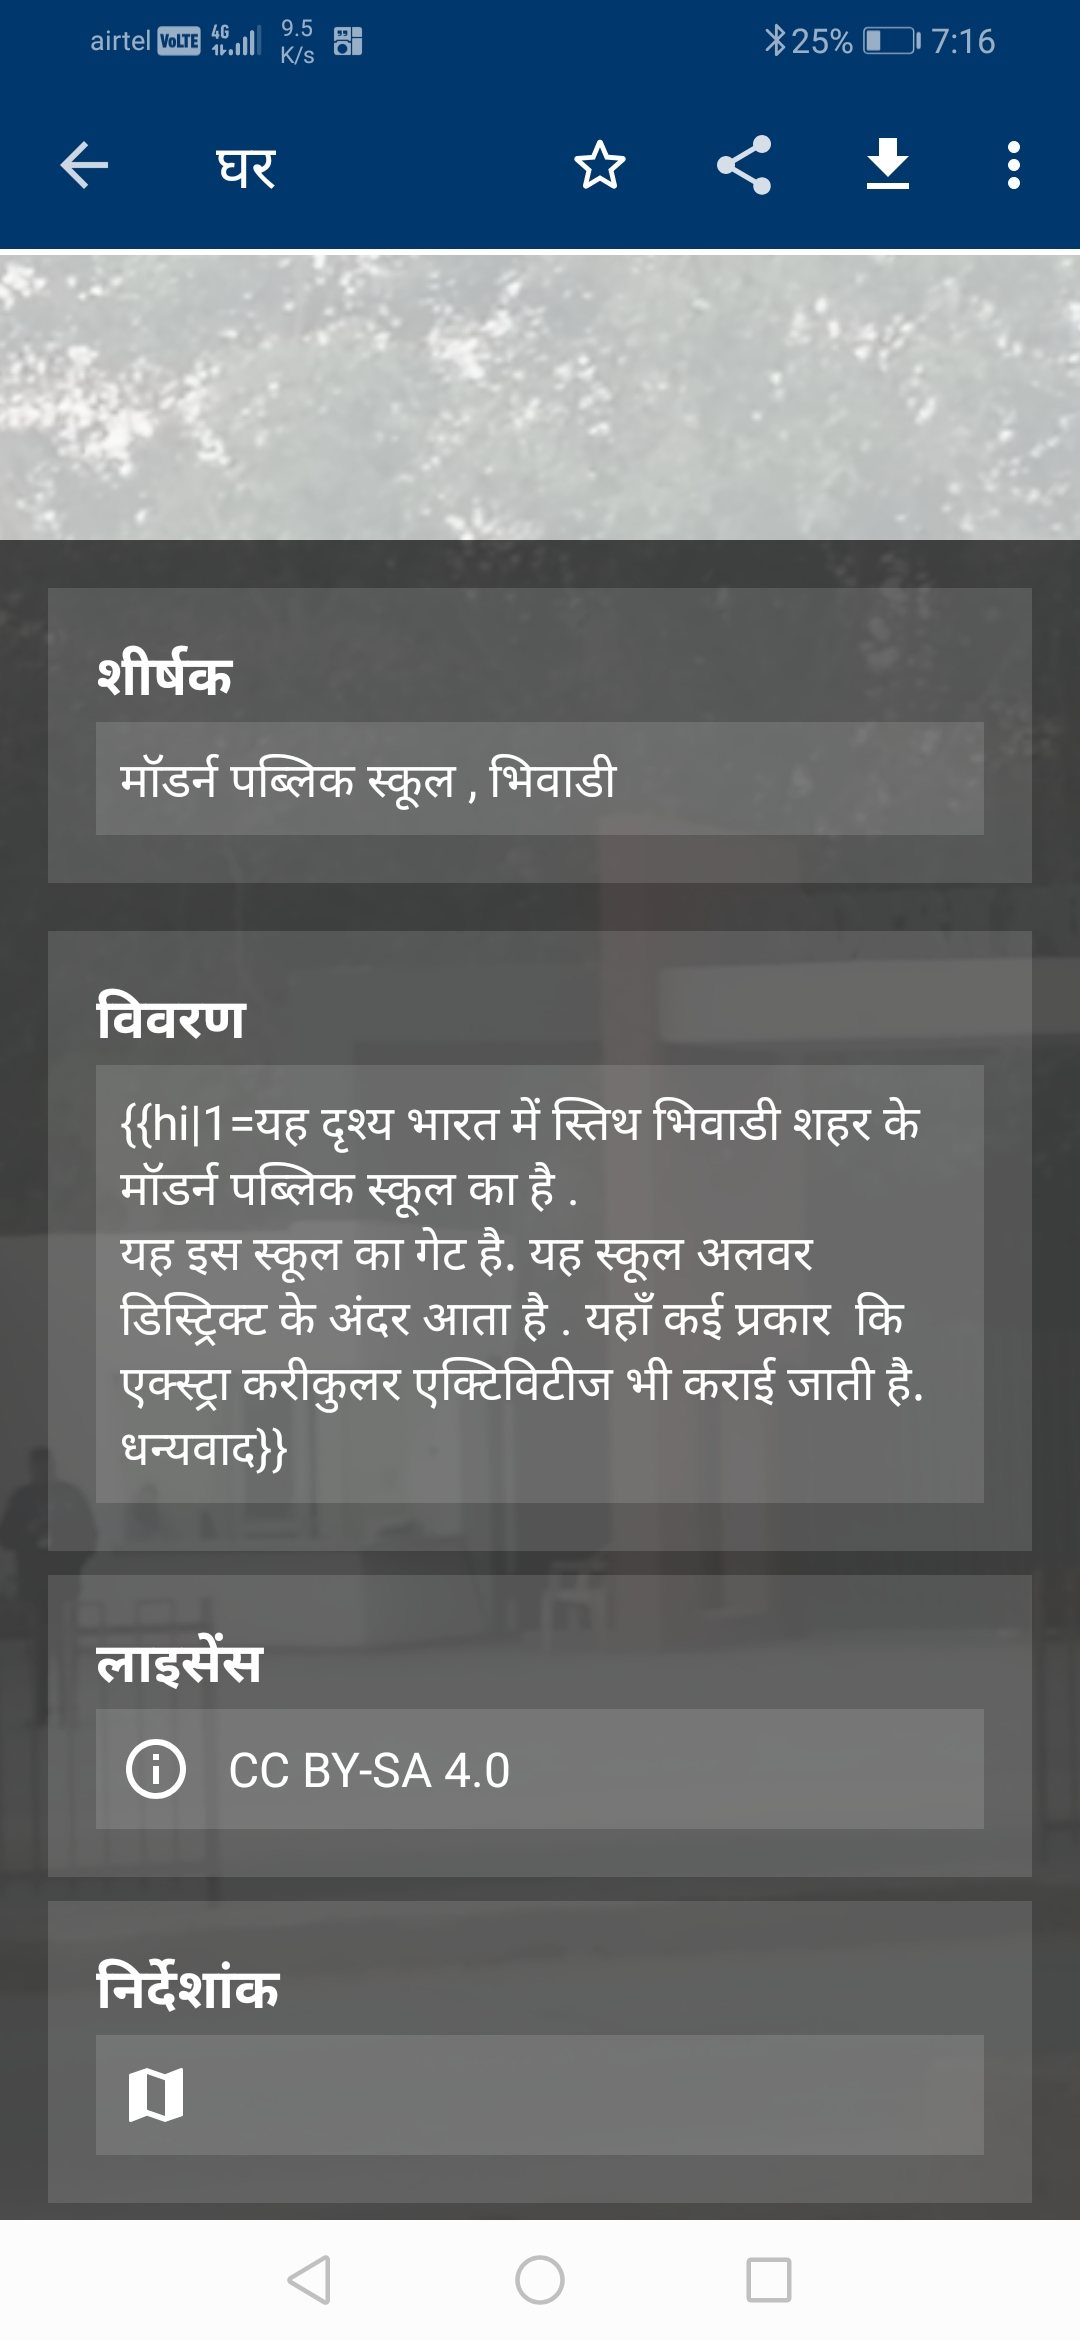 airtel VoLTE 4G 9.5 K/s 25% 7:16
घर
शीर्षक
मॉडर्न पब्लिक स्कूल , भिवाडी
विवरण
{{hi|1=यह दृश्य भारत में स्तिथ भिवाडी शहर के
मॉडर्न पब्लिक स्कूल का है .
यह इस स्कूल का गेट है. यह स्कूल अलवर
डिस्ट्रिक्ट के अंदर आता है . यहाँ कई प्रकार  कि
एक्स्ट्रा करीकुलर एक्टिविटीज भी कराई जाती है.
धन्यवाद}}
लाइसेंस
CC BY-SA 4.0
निर्देशांक